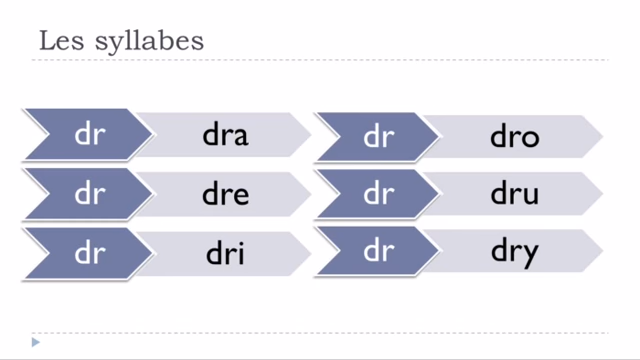 Les syllabes
dr dra
dr dre
dr dri
dr dro
dr dru
dr dry